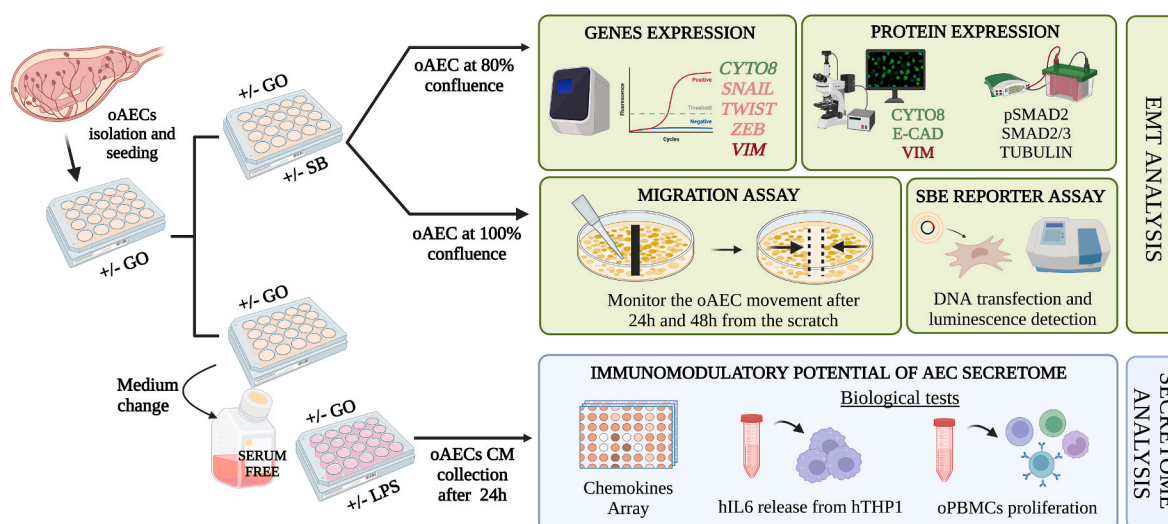 oAECs
isolation and
seeding
+/- GO
+/- GO
+/- SB
oAEC at 80%
confluence
oAEC at 100%
confluence
+/- GO
Medium
change
SERUM
FREE
+/- GO
+/- LPS
oAECs CM
collection
after 24h
GENES EXPRESSION
Fluorescence
Positive
Threshold
Negative
Cycles
CYTO8
SNAIL
TWIST
ZEB
VIM
PROTEIN EXPRESSION
CYTO8
E-CAD
VIM
pSMAD2
SMAD2/3
TUBULIN
MIGRATION ASSAY
Monitor the oAEC movement after
24h and 48h from the scratch
SBE REPORTER ASSAY
DNA transfection and
luminescence detection
EMT ANALYSIS
IMMUNOMODULATORY POTENTIAL OF AEC SECRETOME
Biological tests
Chemokines
Array
hIL6 release from hTHP1
oPBMCs proliferation
SECRETOME
ANALYSIS